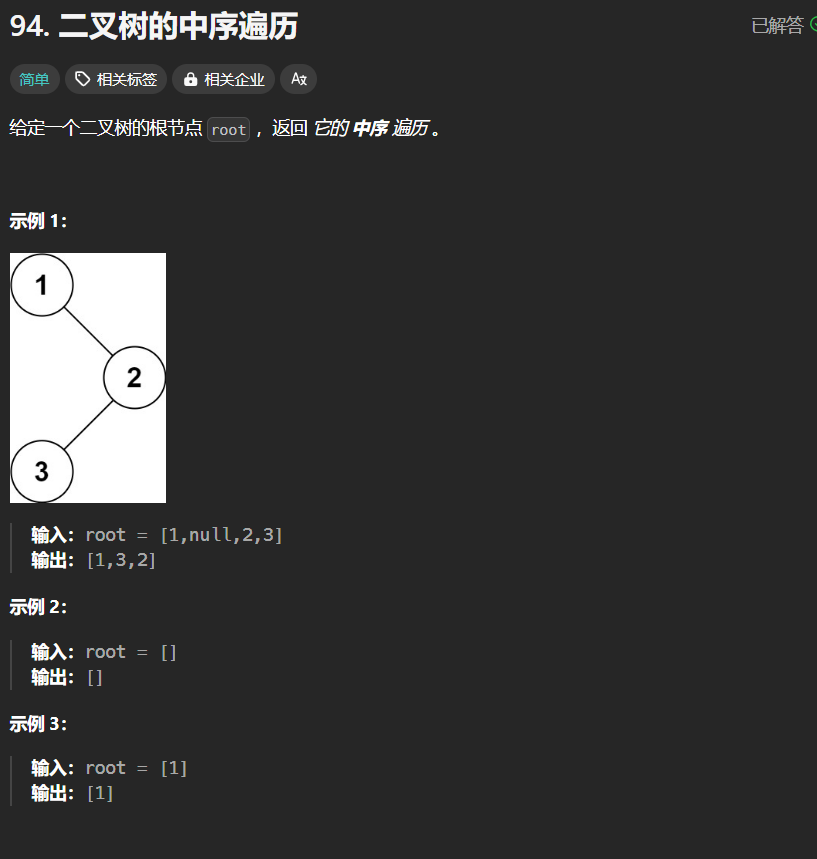 94. 二叉树的中序遍历
已解答
简单 相关标签 相关企业 Aż
给定一个二叉树的根节点 root ，返回 它的 中序 遍历 。
示例 1：
1
2
3
输入：root = [1,null,2,3]
输出：[1,3,2]
示例 2：
输入：root = []
输出：[]
示例 3：
输入：root = [1]
输出：[1]